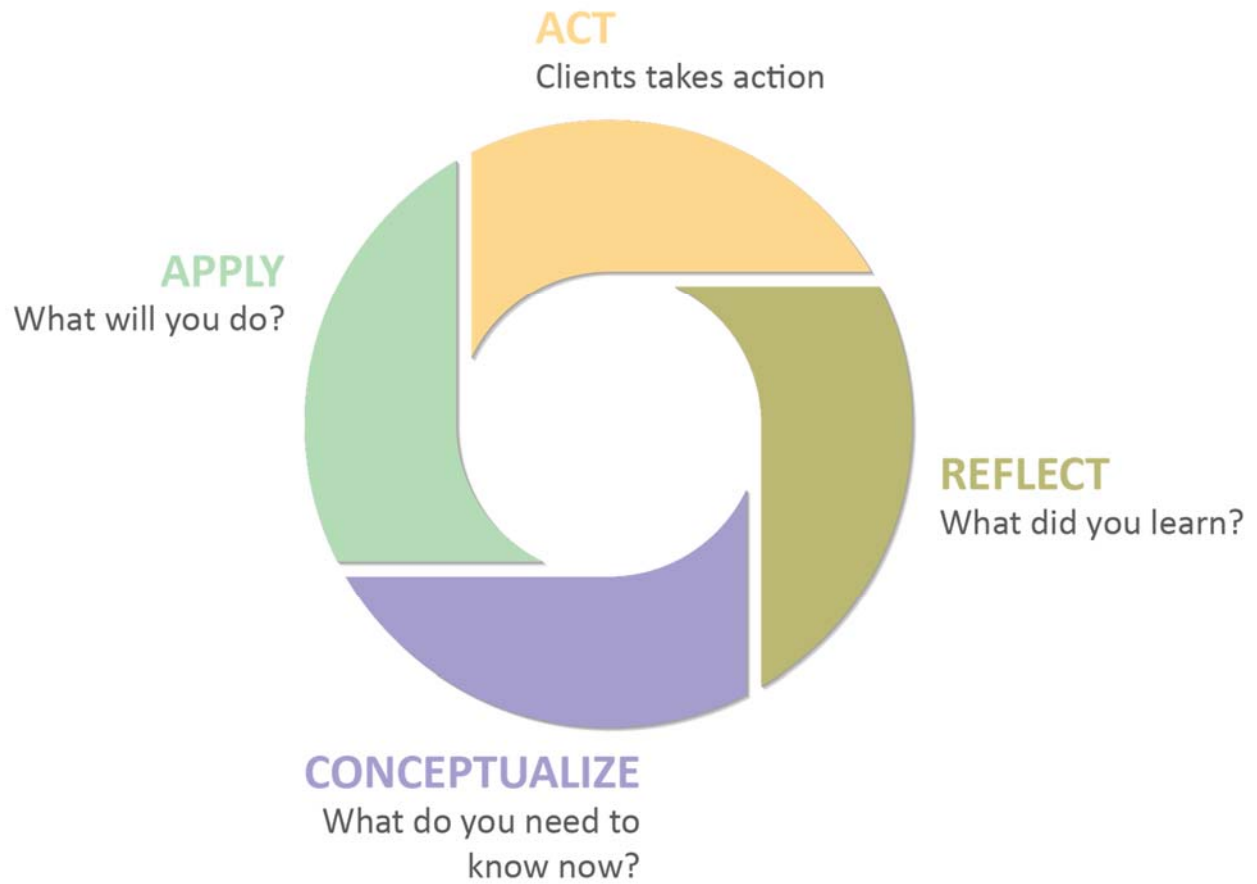 ACT
Clients takes action
APPLY
What will you do?
REFLECT
What did you learn?
CONCEPTUALIZE
What do you need to
know now?